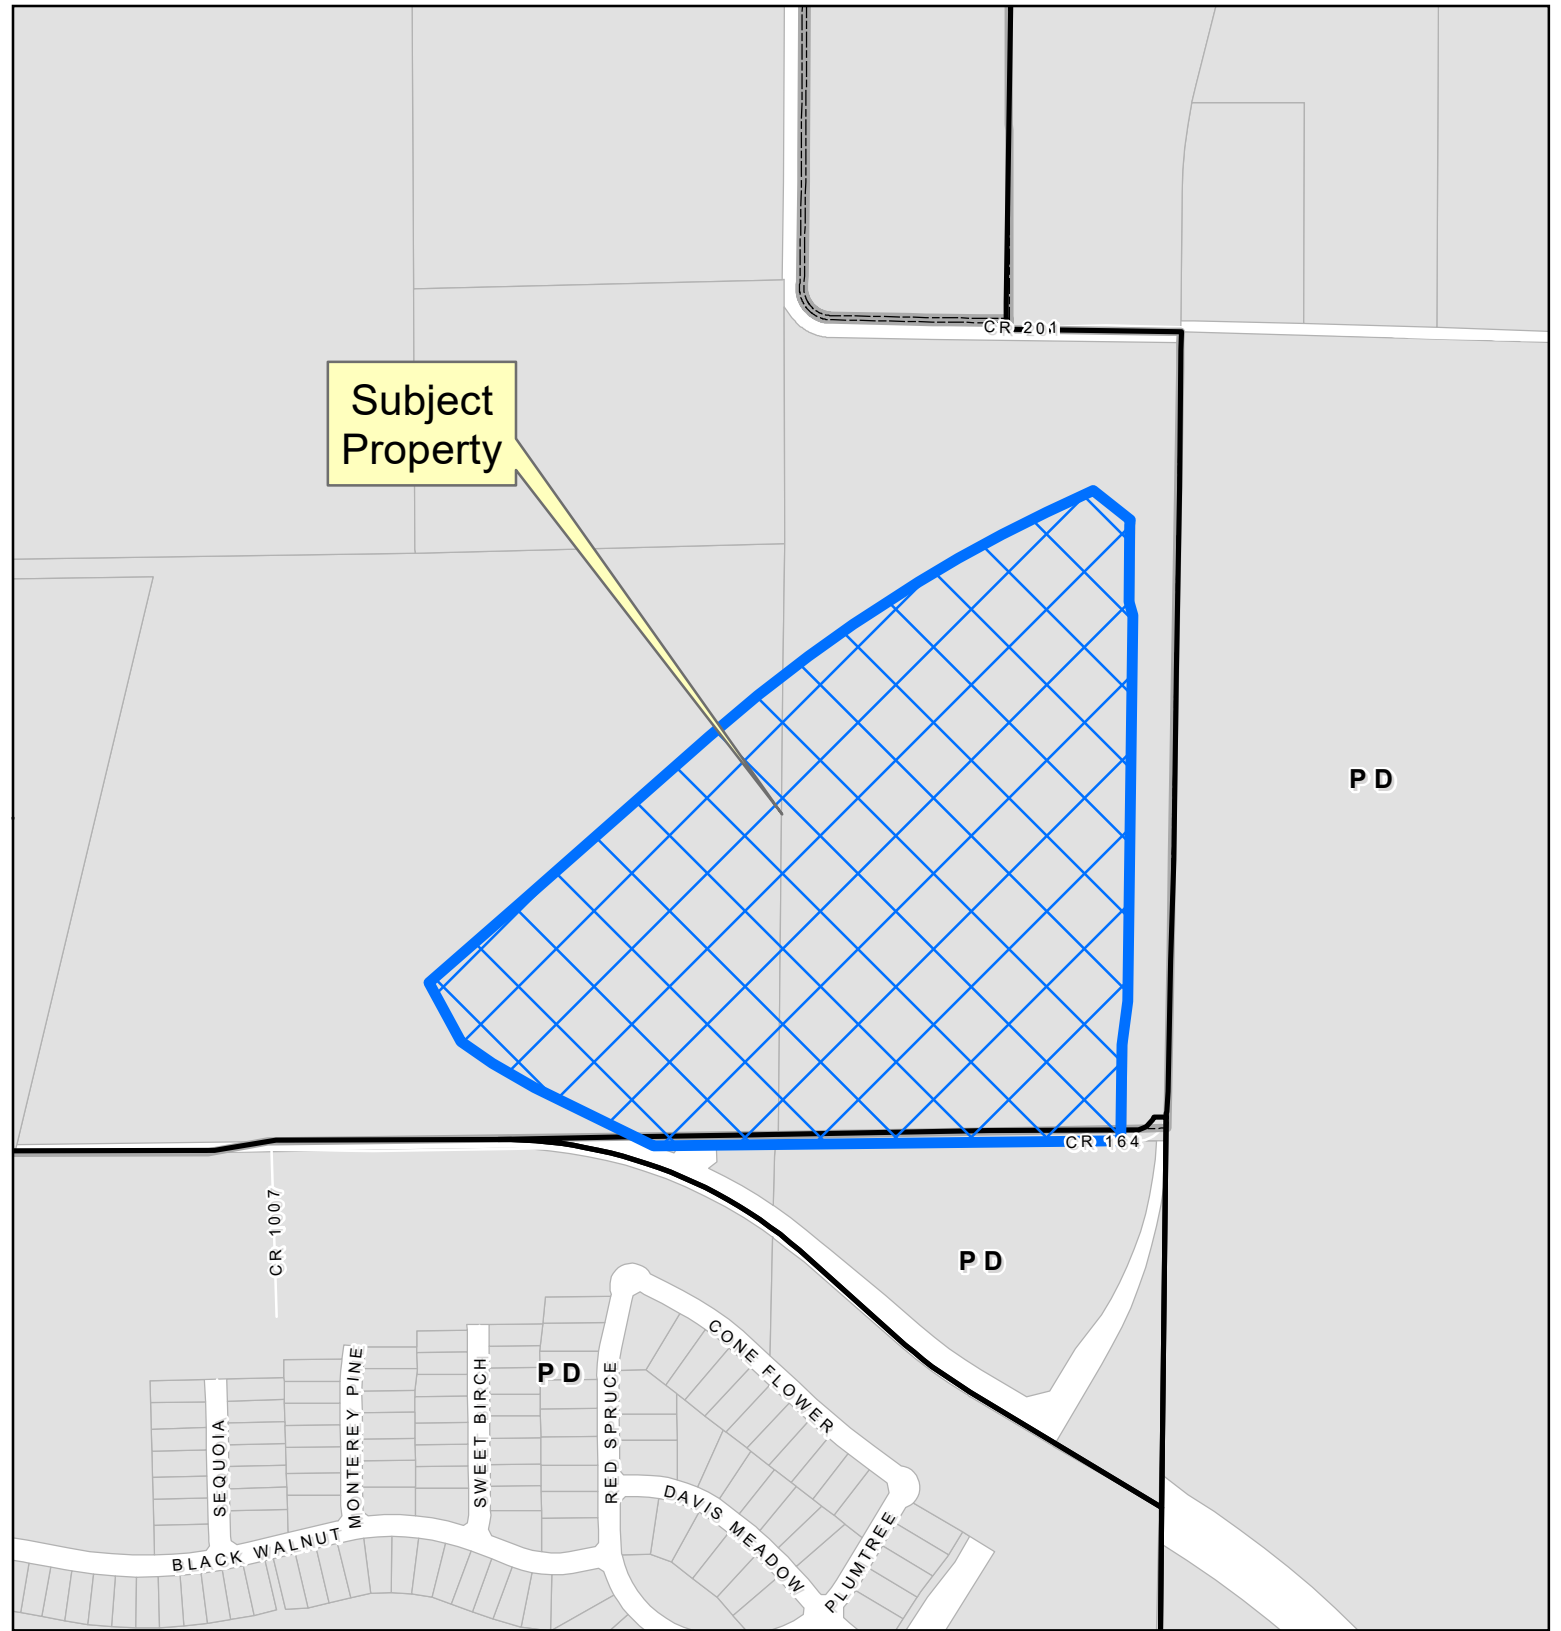 CR 201
Subject
Property
PD
CR 164
CR 1007
PD
CONE FLOWER
PD
MONTEREY PINE
SWEET BIRCH
RED SPRUCE
SEQUOIA
DAVIS MEADOW
PLUMTREE
BLACK WALNUT